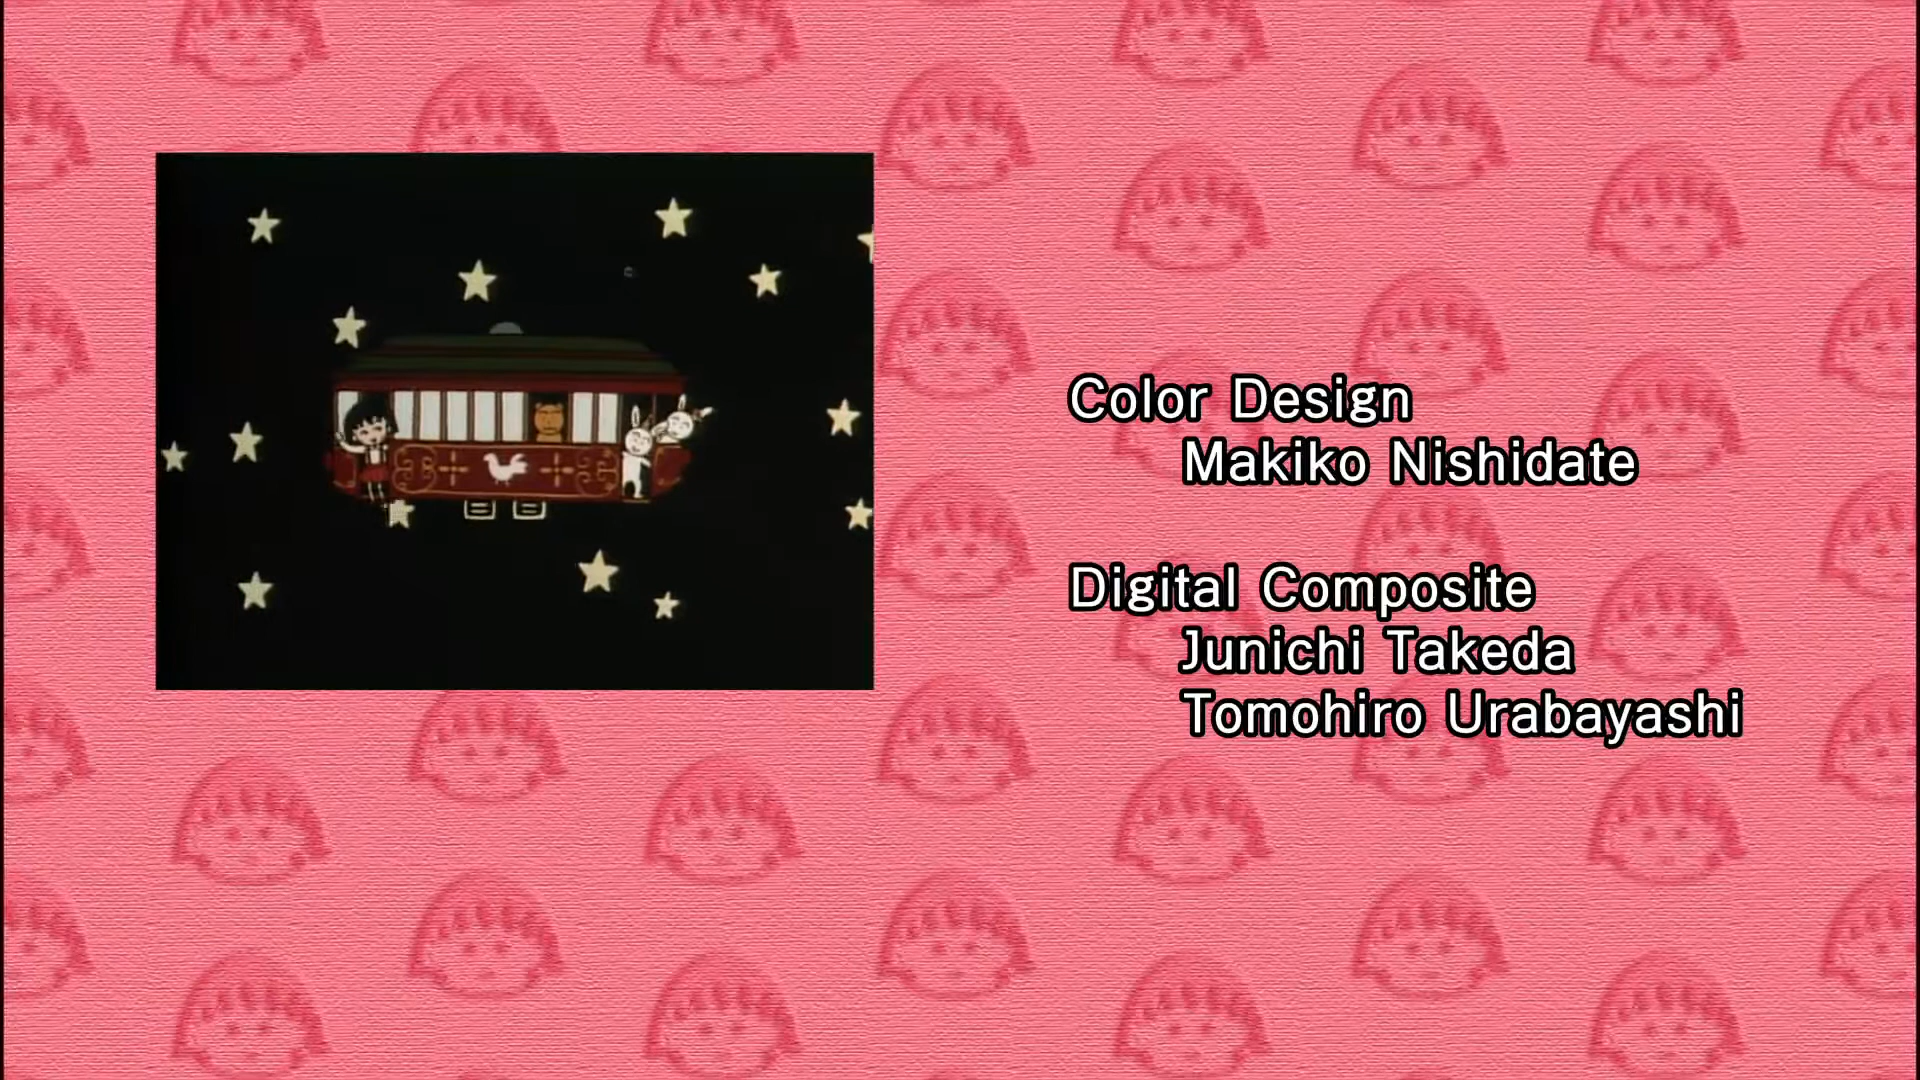 Color Design
Makiko Nishidate
Digital Composite
Junichi Takeda
Tomohiro Urabayashi